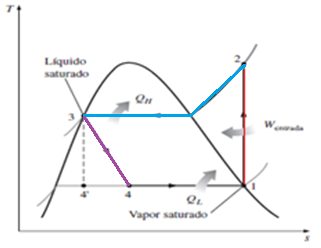 T
Líquido
saturado
2
Q_H
3
W_entrada
Q_L
4'
4
1
Vapor saturado
s